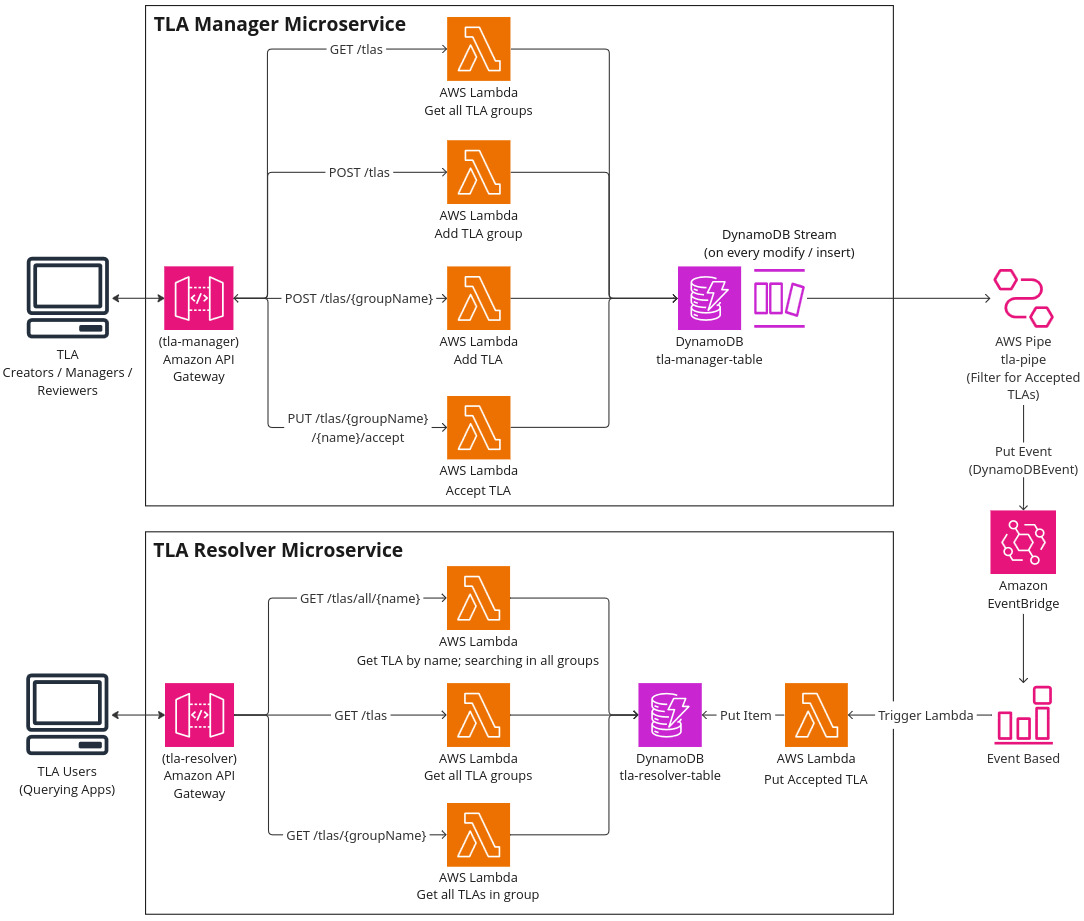 TLA Manager Microservice
GET /tlas
AWS Lambda
Get all TLA groups
POST /tlas
AWS Lambda
Add TLA group
DynamoDB Stream
(on every modify / insert)
POST /tlas/{groupName}
TLA
Creators / Managers /
Reviewers
(tla-manager)
Amazon API
Gateway
AWS Lambda
Add TLA
DynamoDB
tla-manager-table
AWS Pipe
tla-pipe
(Filter for Accepted
TLAs)
PUT /tlas/{groupName}
/{name}/accept
AWS Lambda
Accept TLA
Put Event
(DynamoDBEvent)
Amazon
EventBridge
TLA Resolver Microservice
GET /tlas/all/{name}
AWS Lambda
Get TLA by name; searching in all groups
GET /tlas
Put Item
Trigger Lambda
TLA Users
(Querying Apps)
(tla-resolver)
Amazon API
Gateway
AWS Lambda
Get all TLA groups
DynamoDB
tla-resolver-table
AWS Lambda
Put Accepted TLA
Event Based
GET /tlas/{groupName}
AWS Lambda
Get all TLAs in group